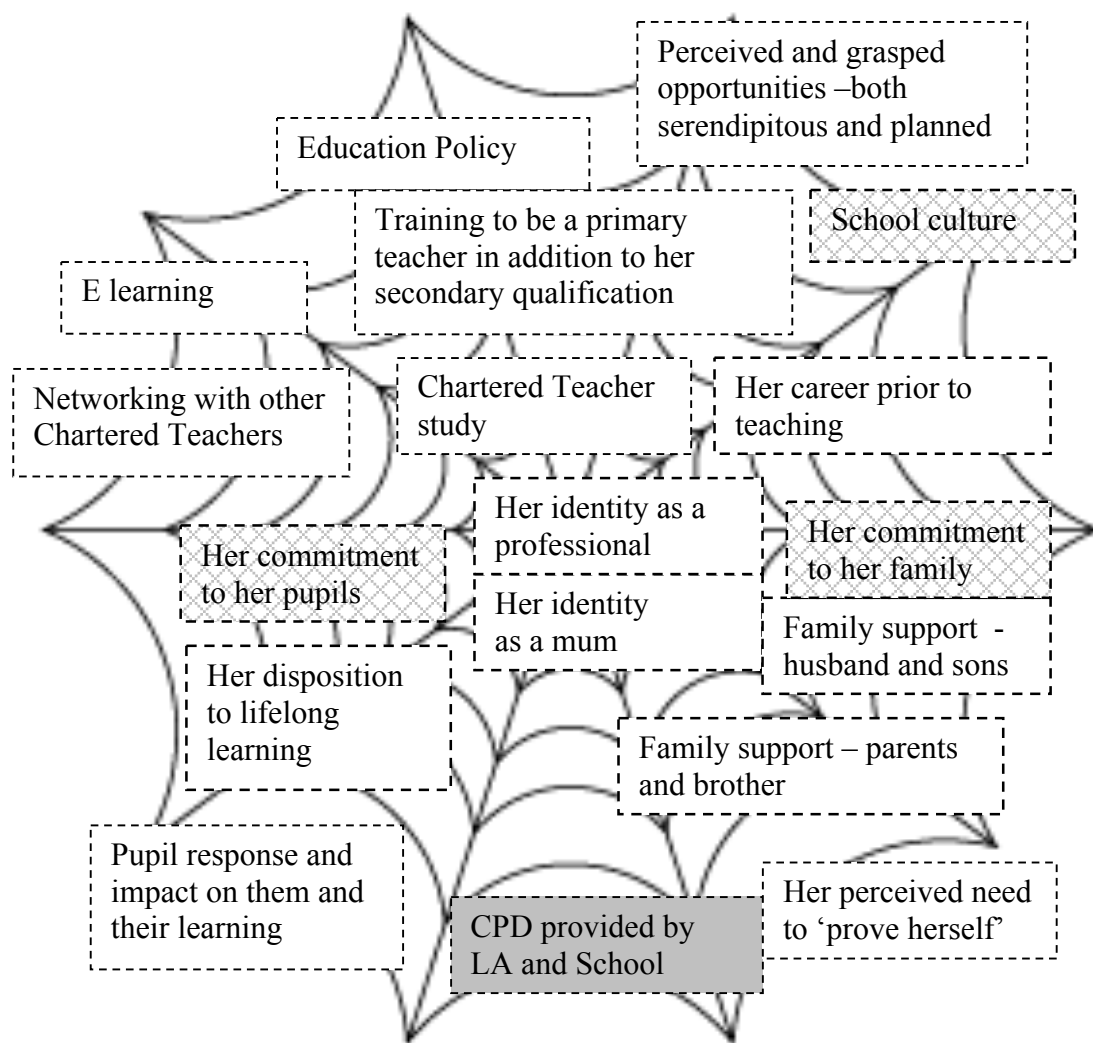 Perceived and grasped
opportunities –both
serendipitous and planned
Education Policy
Training to be a primary
teacher in addition to her
secondary qualification
School culture
E learning
Networking with other
Chartered Teachers
Chartered Teacher
study
Her career prior to
teaching
Her identity as a
professional
Her commitment
to her pupils
Her commitment
to her family
Her identity
as a mum
Family support  -
husband and sons
Her disposition
to lifelong
learning
Family support – parents
and brother
Pupil response and
impact on them and
their learning
CPD provided by
LA and School
Her perceived need
to ‘prove herself’